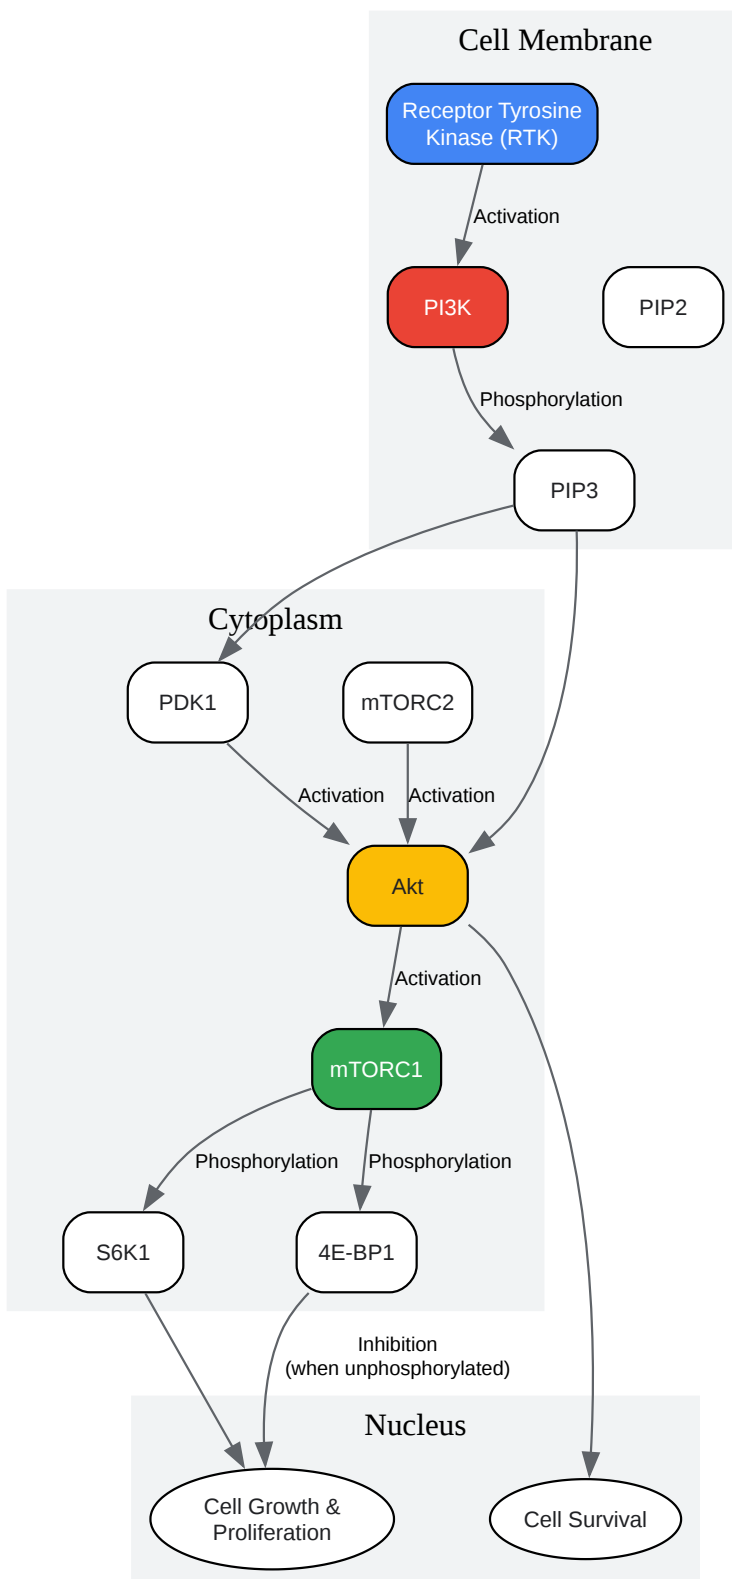 Cell Membrane
Receptor Tyrosine
Kinase (RTK)
Activation
PI3K
PIP2
Phosphorylation
PIP3
Cytoplasm
PDK1
mTORC2
Activation
Activation
Akt
Activation
mTORC1
Phosphorylation
Phosphorylation
S6K1
4E-BP1
Inhibition
(when unphosphorylated)
Nucleus
Cell Growth &
Proliferation
Cell Survival